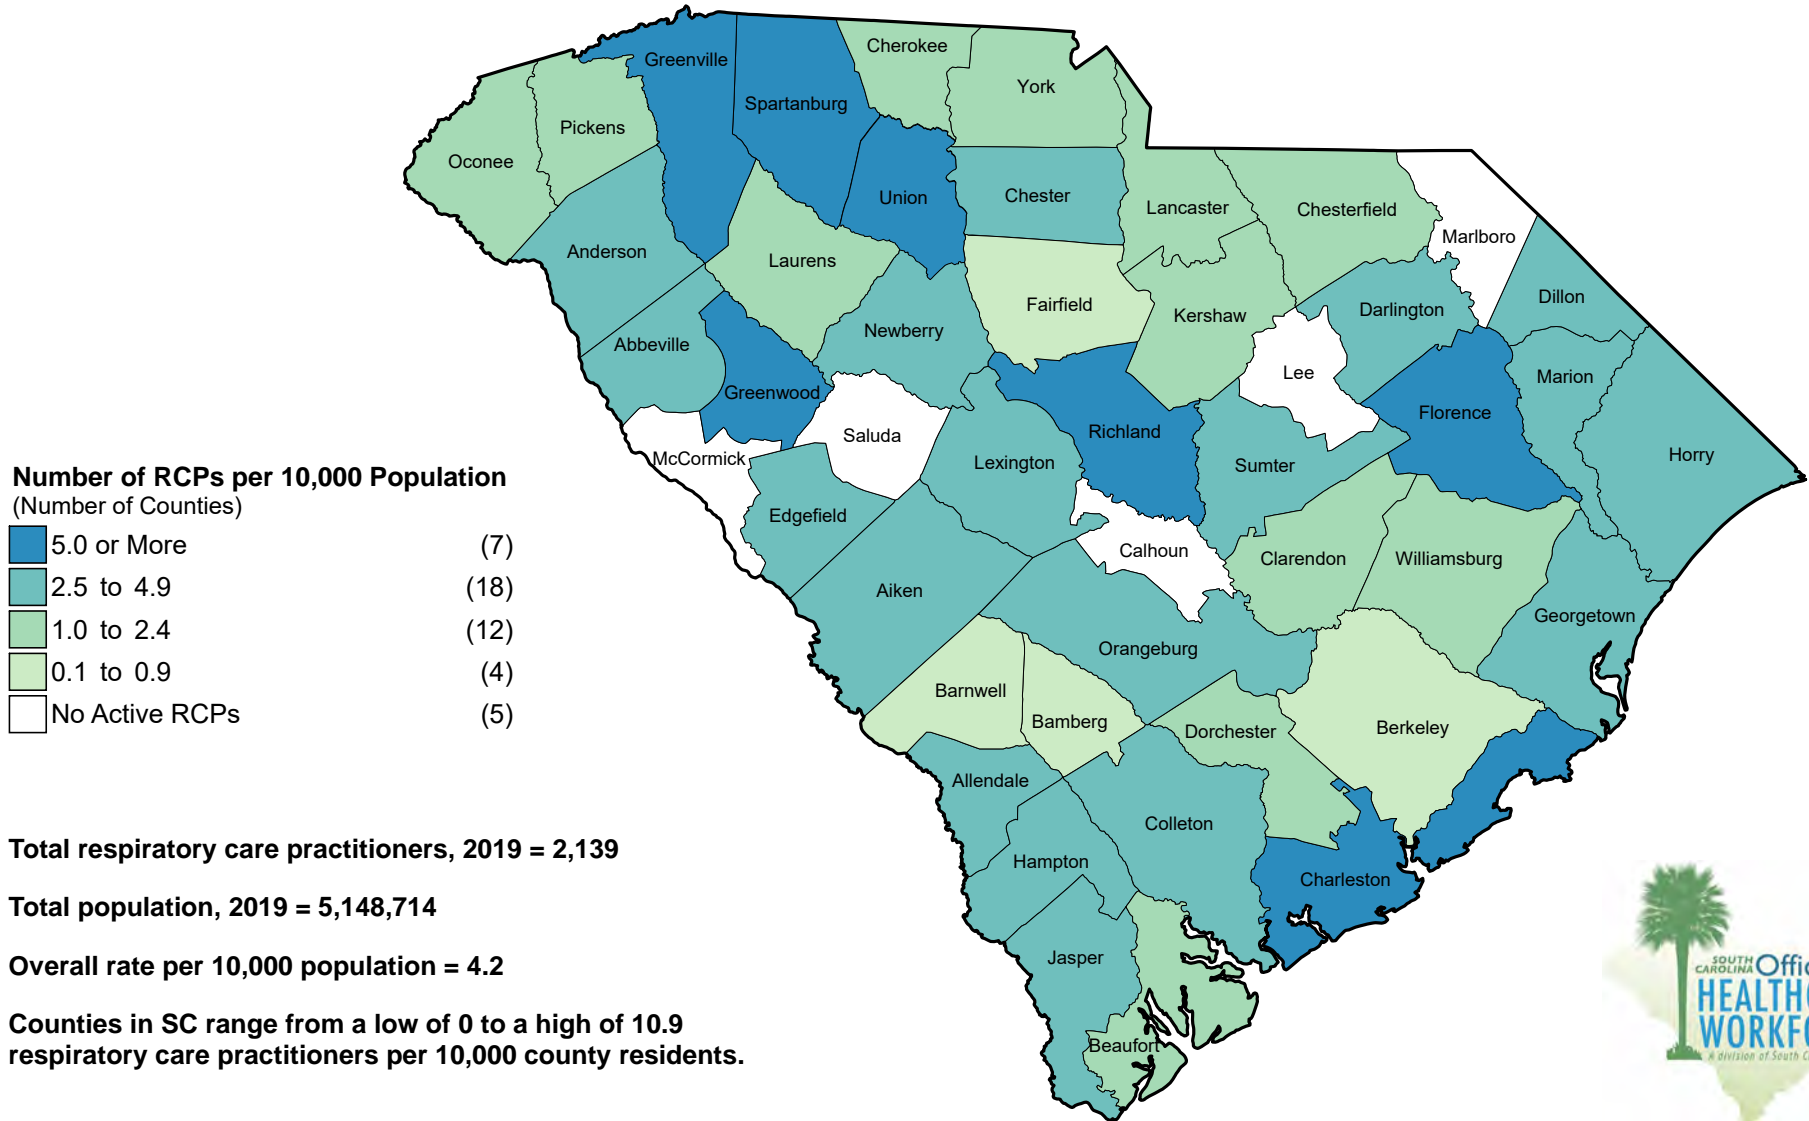 Cherokee
Greenville
York
Spartanburg
Pickens
Oconee
Union
Chester
Lancaster
Chesterfield
Marlboro
Anderson
Laurens
Dillon
Fairfield
Darlington
Kershaw
Newberry
Abbeville
Lee
Marion
Greenwood
Florence
Richland
Saluda
Horry
McCormick
Lexington
Sumter
Edgefield
Calhoun
Clarendon
Williamsburg
Aiken
Georgetown
Orangeburg
Barnwell
Bamberg
Berkeley
Dorchester
Allendale
Colleton
Hampton
Charleston
Jasper
Beaufort
Number of RCPs per 10,000 Population
(Number of Counties)
5.0 or More (7)
2.5 to 4.9 (18)
1.0 to 2.4 (12)
0.1 to 0.9 (4)
No Active RCPs (5)
Total respiratory care practitioners, 2019 = 2,139
Total population, 2019 = 5,148,714
Overall rate per 10,000 population = 4.2
Counties in SC range from a low of 0 to a high of 10.9
respiratory care practitioners per 10,000 county residents.
SOUTH
CAROLINA Offi
HEALTH
WORKFO
A division of South C